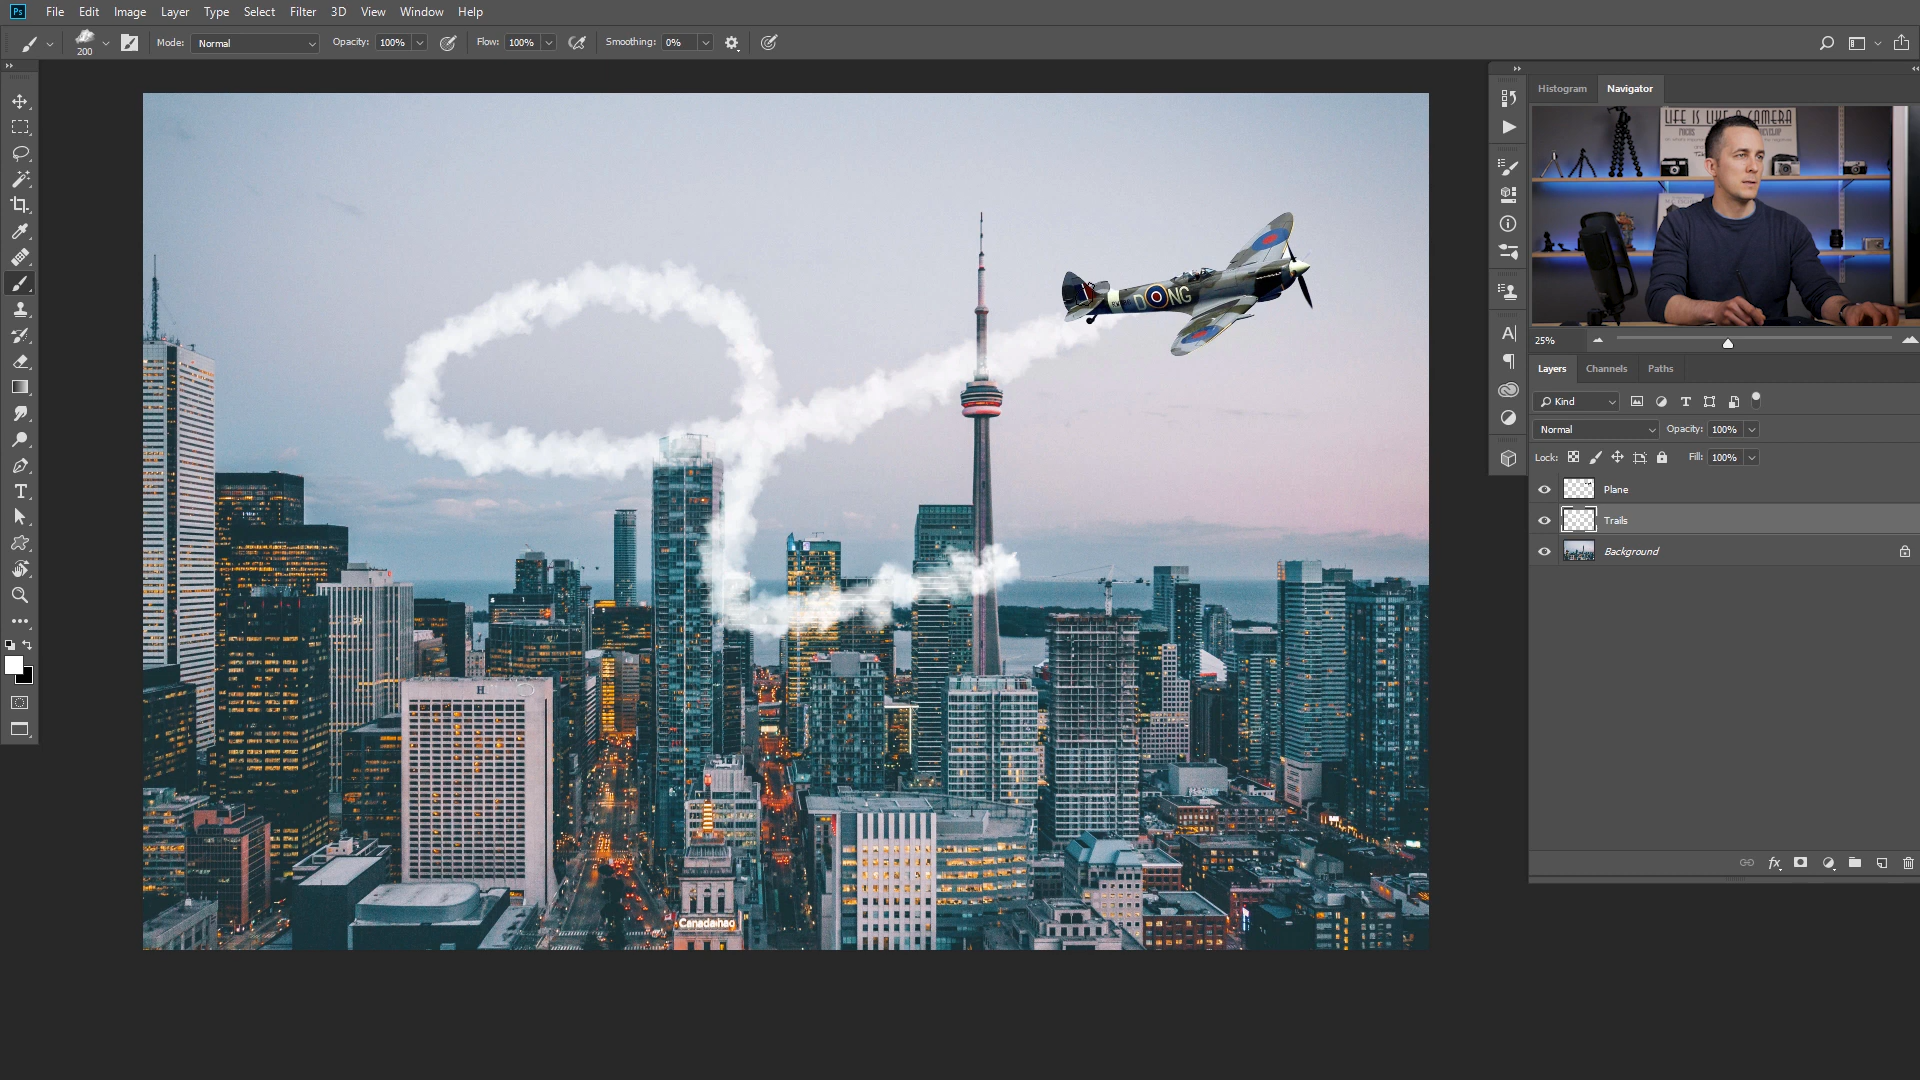 Ps File Edit Image Layer Type Select Filter 3D View Window Help
200 Mode: Normal Opacity: 100% Flow: 100% Smoothing: 0%
Histogram Navigator
LIFE IS LIKE A CAMERA
25%
Layers Channels Paths
Kind
Normal Opacity: 100%
Lock: Fill: 100%
Plane
Trails
Background
D NG
H
Canadahao